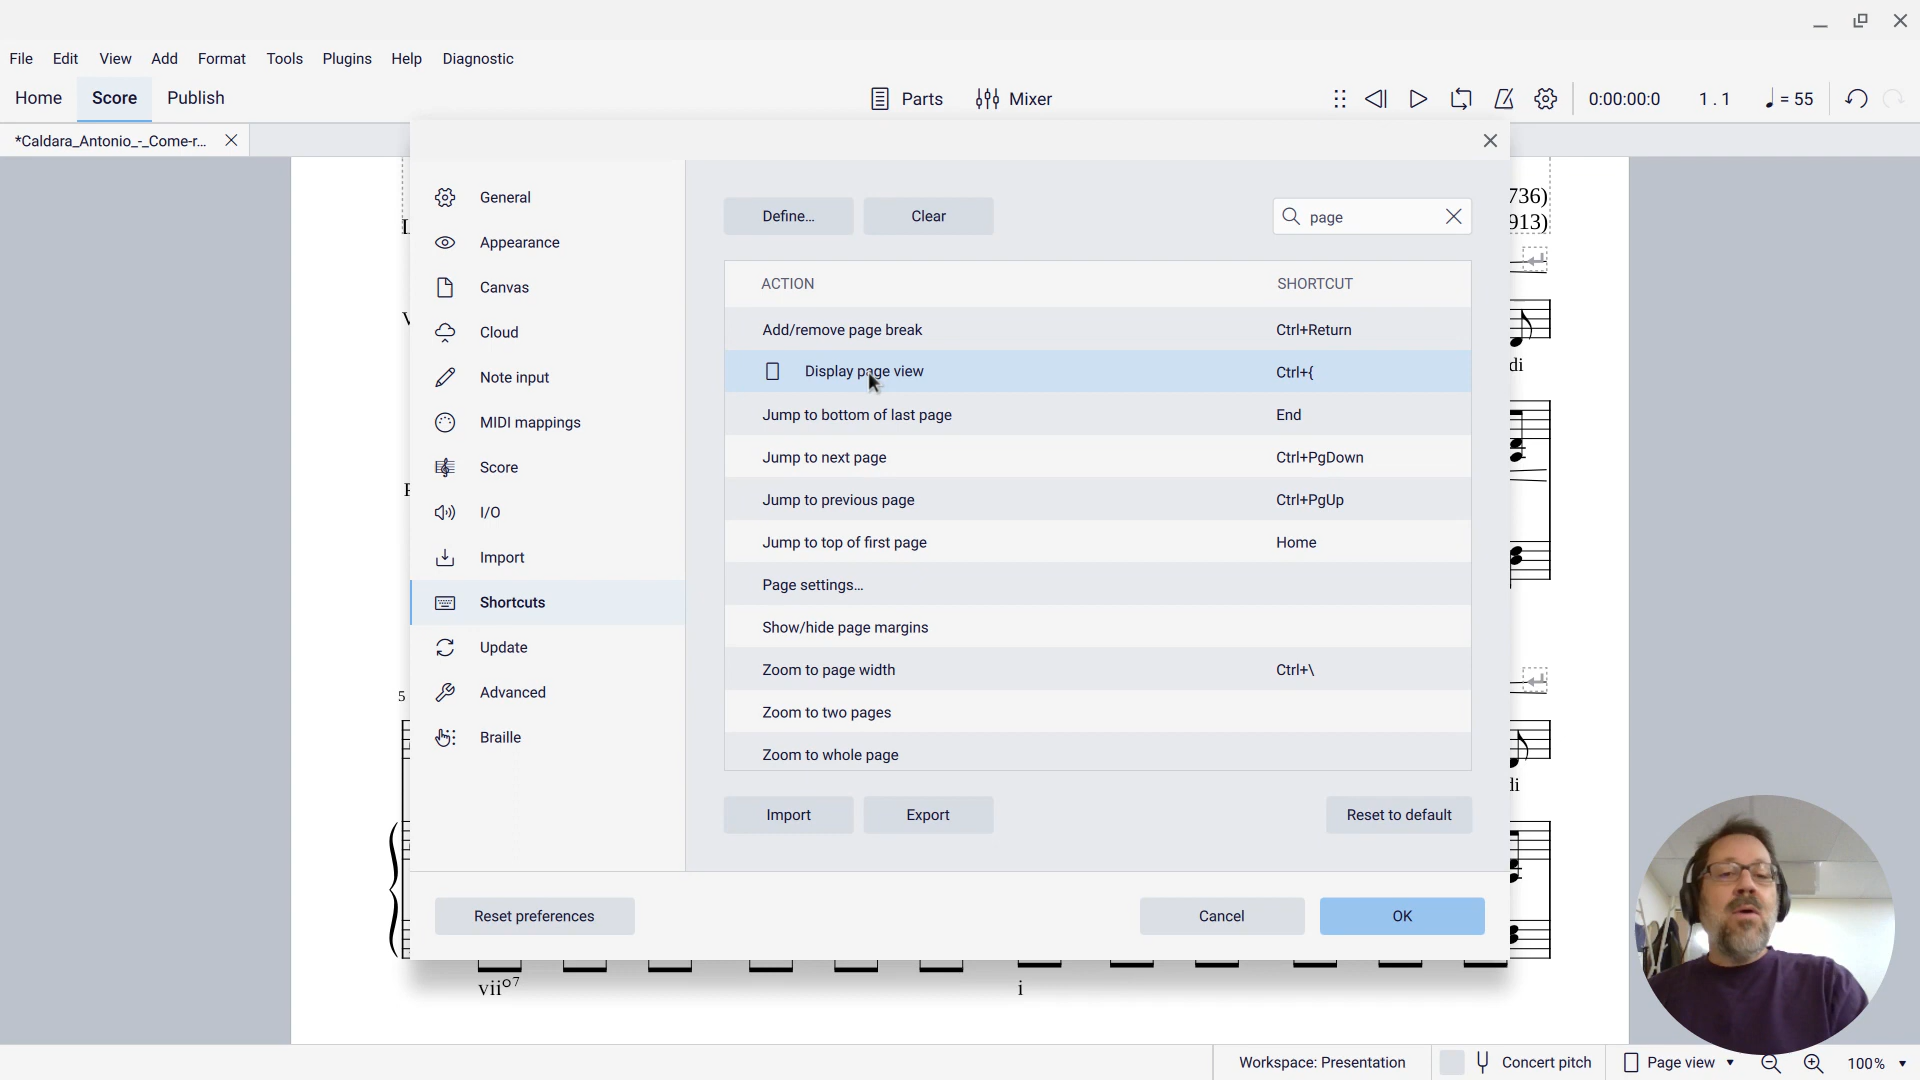 File Edit View Add Format Tools Plugins Help Diagnostic
Home Score Publish
Parts Mixer
0:00:00:0 1 . 1 = 55
*Caldara_Antonio_-_Come-r...
736)
913)
General
Appearance
Canvas
Cloud
Note input
MIDI mappings
Score
I/O
Import
Shortcuts
Update
Advanced
Braille
Define... Clear page
ACTION SHORTCUT
Add/remove page break Ctrl+Return
Display page view Ctrl+{
Jump to bottom of last page End
Jump to next page Ctrl+PgDown
Jump to previous page Ctrl+PgUp
Jump to top of first page Home
Page settings...
Show/hide page margins
Zoom to page width Ctrl+\
Zoom to two pages
Zoom to whole page
Import Export Reset to default
Reset preferences Cancel OK
di
5
vii°7 i
Workspace: Presentation Concert pitch Page view 100%